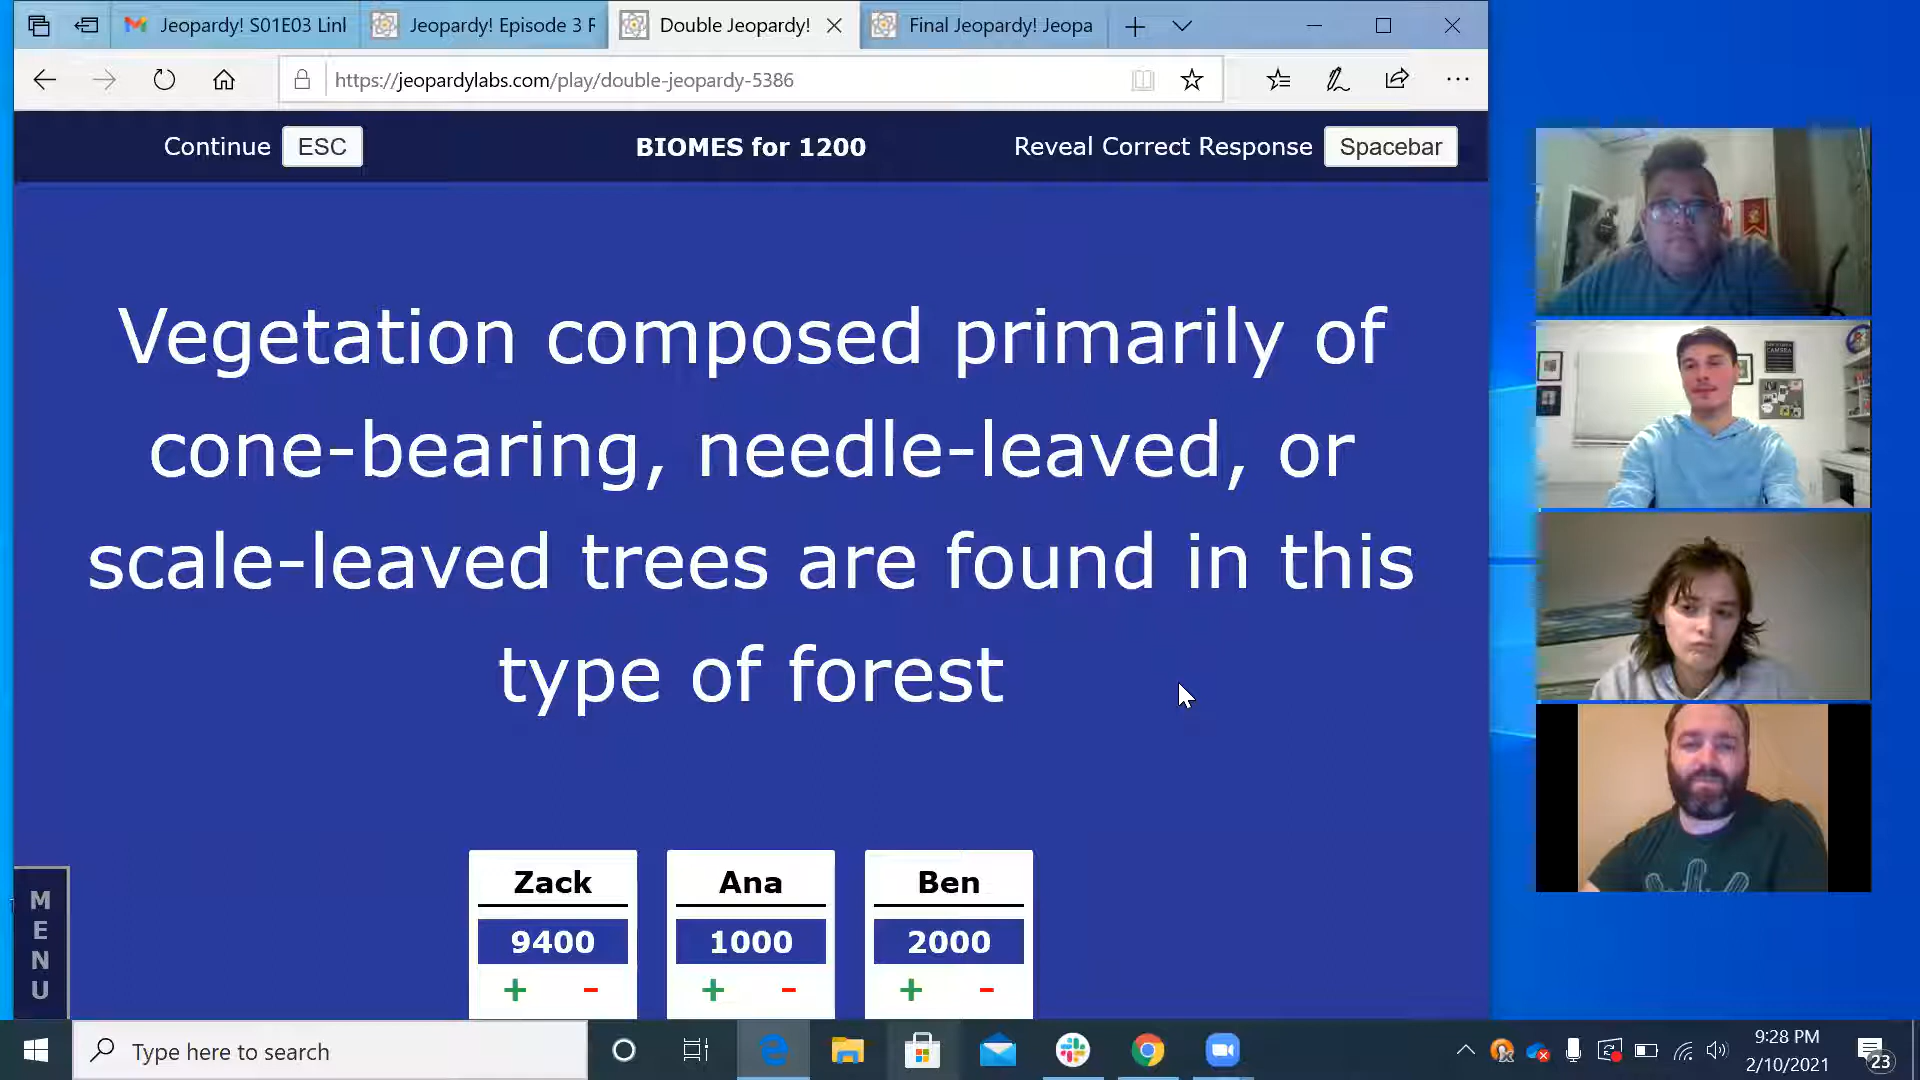 Jeopardy! S01E03 Linl
Jeopardy! Episode 3 F
Double Jeopardy!
Final Jeopardy! Jeopa
https://jeopardylabs.com/play/double-jeopardy-5386
Continue ESC
BIOMES for 1200
Reveal Correct Response Spacebar
Vegetation composed primarily of
cone-bearing, needle-leaved, or
scale-leaved trees are found in this
type of forest
MENU
Zack Ana Ben
9400 1000 2000
+ - + - + -
Type here to search
9:28 PM
2/10/2021
23